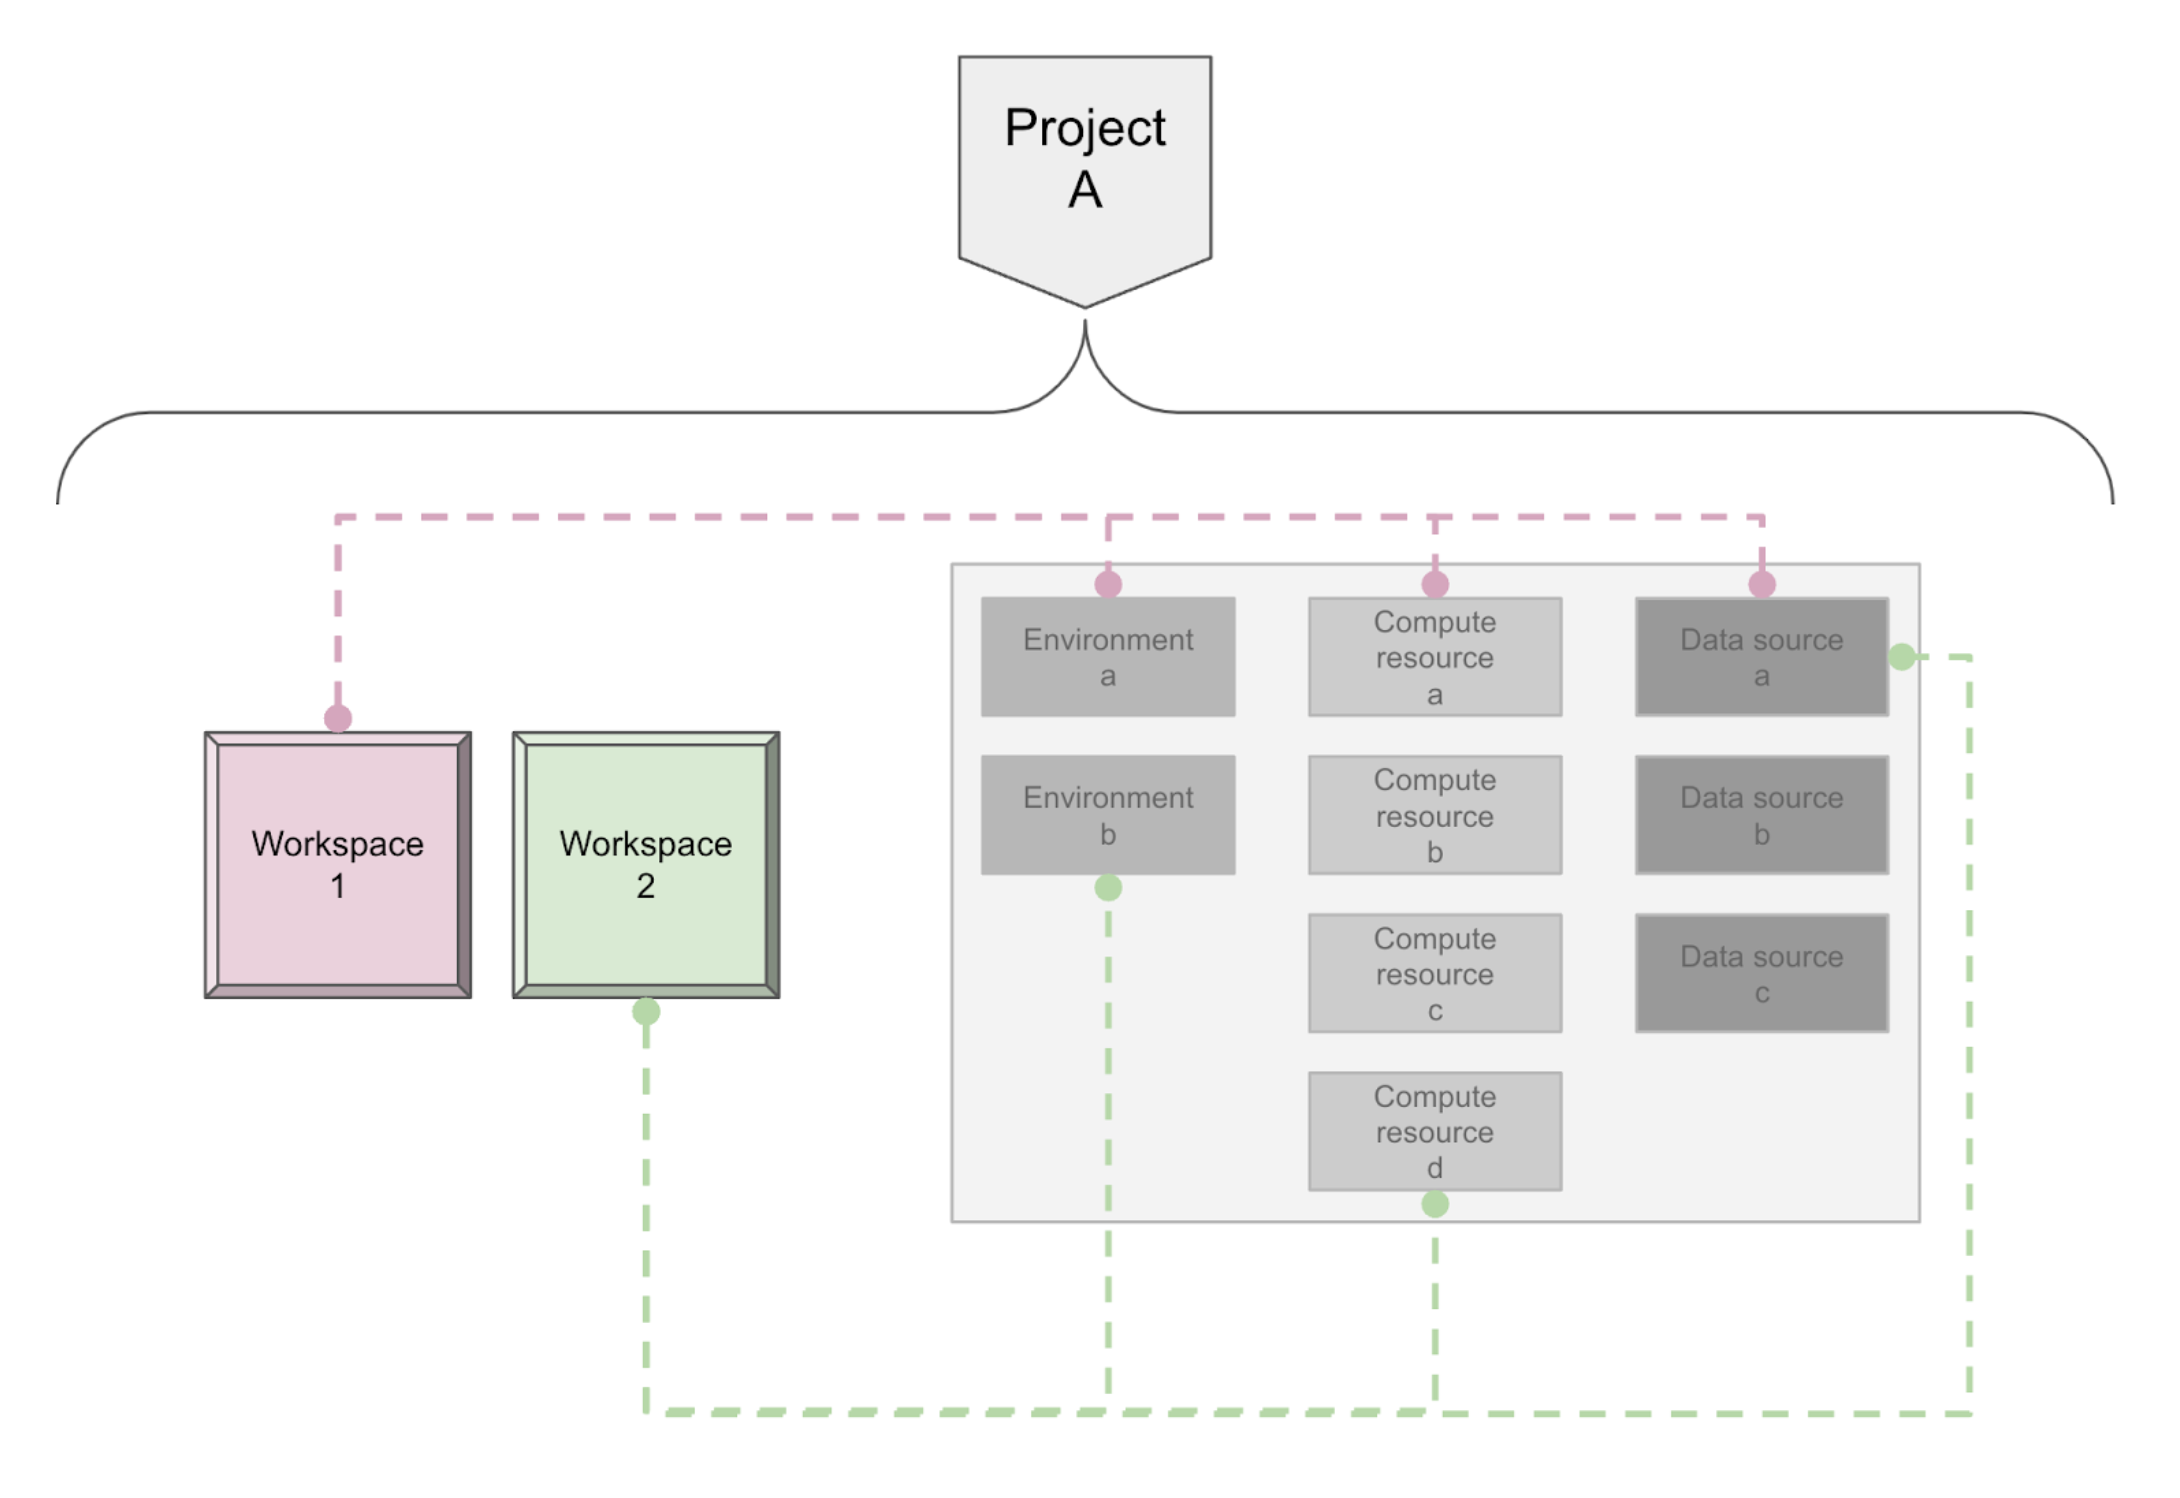 Project
A
Environment
a
Compute
resource
a
Data source
a
Workspace
1
Workspace
2
Environment
b
Compute
resource
b
Data source
b
Compute
resource
c
Data source
c
Compute
resource
d